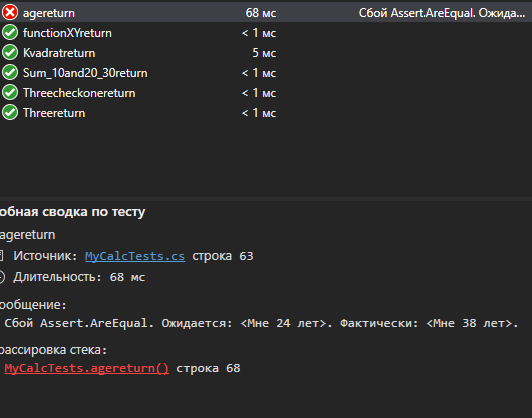 agereturn 68 мс Сбой Assert.AreEqual. Ожида...
functionXYreturn < 1 мс
Kvadratreturn 5 мс
Sum_10and20_30return < 1 мс
Threecheckonereturn < 1 мс
Threereturn < 1 мс
обная сводка по тесту
agereturn
Источник: MyCalcTests.cs строка 63
Длительность: 68 мс
ообщение:
Сбой Assert.AreEqual. Ожидается: <Мне 24 лет>. Фактически: <Мне 38 лет>.
рассировка стека:
MyCalcTests.agereturn() строка 68